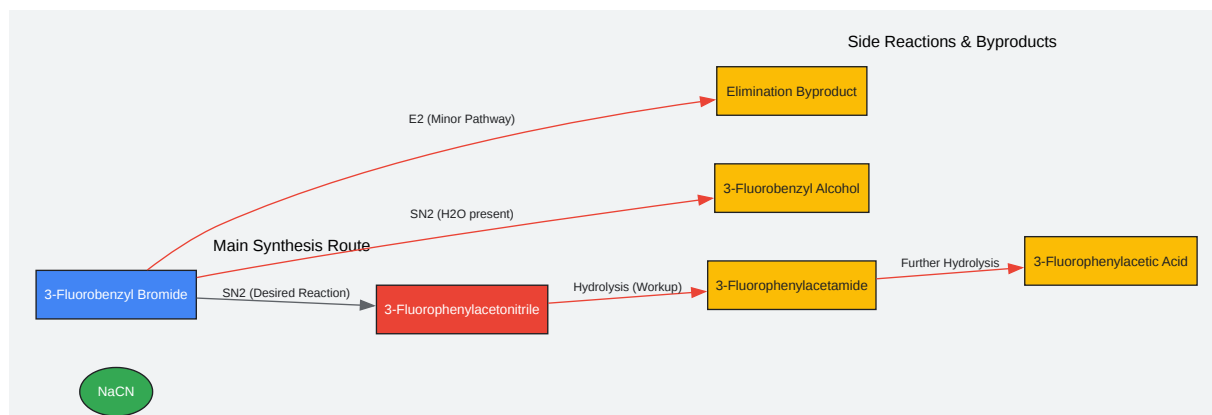 Side Reactions & Byproducts
Elimination Byproduct
E2 (Minor Pathway)
3-Fluorobenzyl Alcohol
SN2 (H2O present)
Main Synthesis Route
3-Fluorobenzyl Bromide
SN2 (Desired Reaction)
3-Fluorophenylacetonitrile
Hydrolysis (Workup)
3-Fluorophenylacetamide
Further Hydrolysis
3-Fluorophenylacetic Acid
NaCN